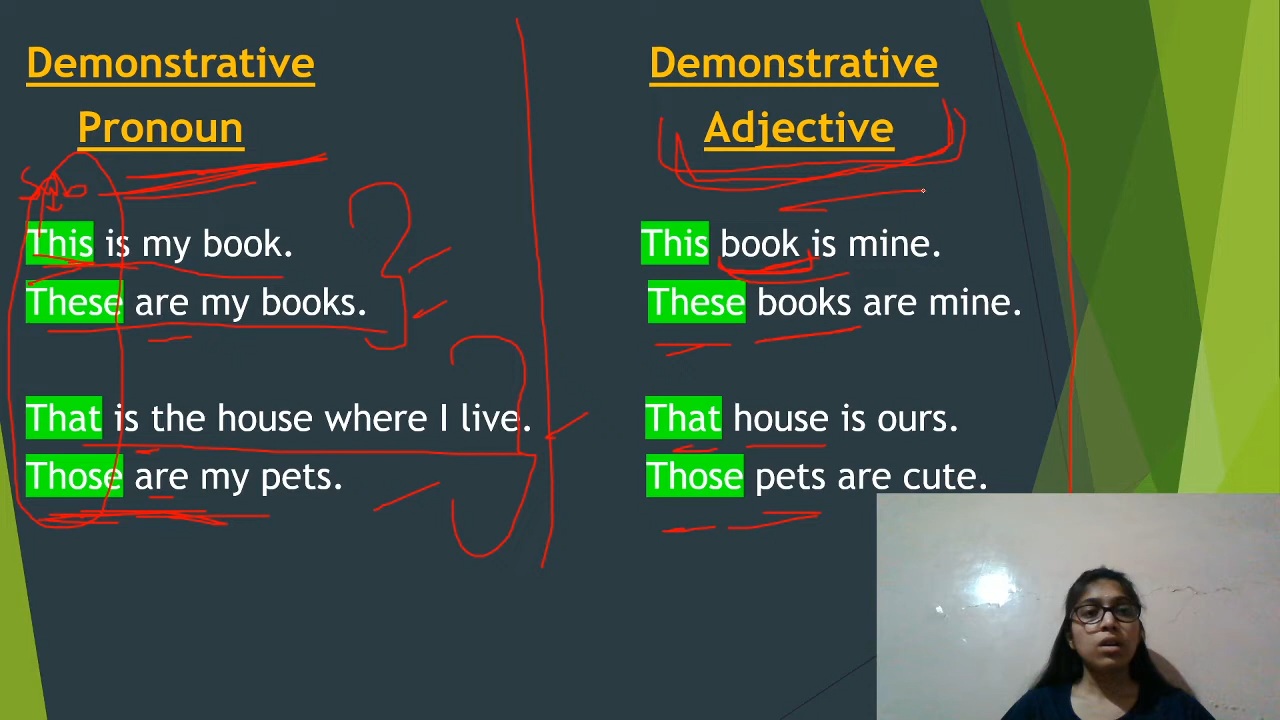 Demonstrative
Pronoun
This is my book.
These are my books.
That is the house where I live.
Those are my pets.
Demonstrative
Adjective
This book is mine.
These books are mine.
That house is ours.
Those pets are cute.